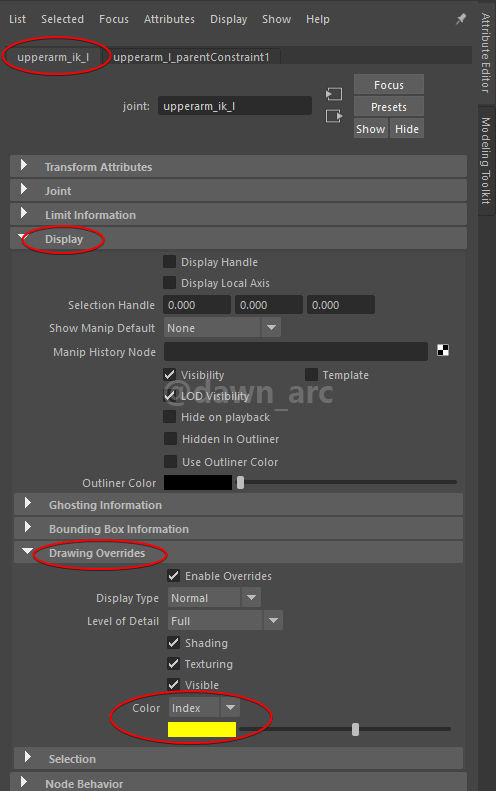 List Selected Focus Attributes Display Show Help
upperarm_ik_l upperarm_l_parentConstraint1
Focus
joint: upperarm_ik_l
Presets
Show Hide
Transform Attributes
Joint
Limit Information
Display
Display Handle
Display Local Axis
Selection Handle 0.000 0.000 0.000
Show Manip Default None
Manip History Node
Visibility Template
@dawn_arc
LOD Visibility
Hide on playback
Hidden In Outliner
Use Outliner Color
Outliner Color
Ghosting Information
Bounding Box Information
Drawing Overrides
Enable Overrides
Display Type Normal
Level of Detail Full
Shading
Texturing
Visible
Color Index
Selection
Node Behavior
Attribute Editor
Modeling Toolkit